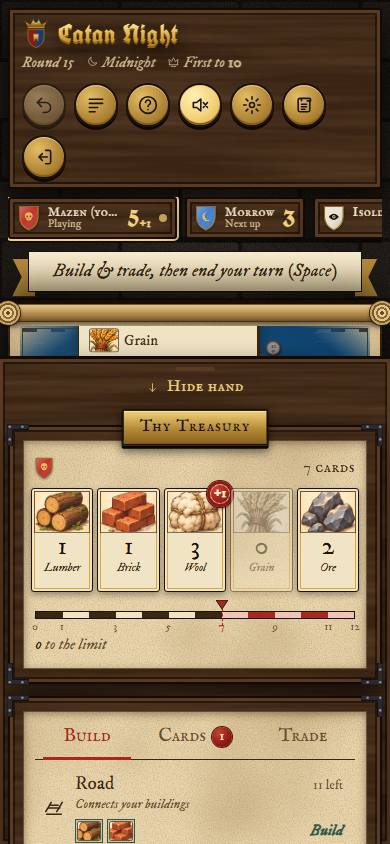 Catan Night
Round 15 Midnight First to 10
Mazen (yo... Playing 5+1
Morrow Next up 3
Build & trade, then end your turn (Space)
Grain
↓ Hide hand
Thy Treasury
7 cards
+1
1 1 3 0 2
Lumber Brick Wool Grain Ore
0 1 3 5 7 9 11 12
0 to the limit
Build Cards 1 Trade
Road 11 left
Connects your buildings
Build